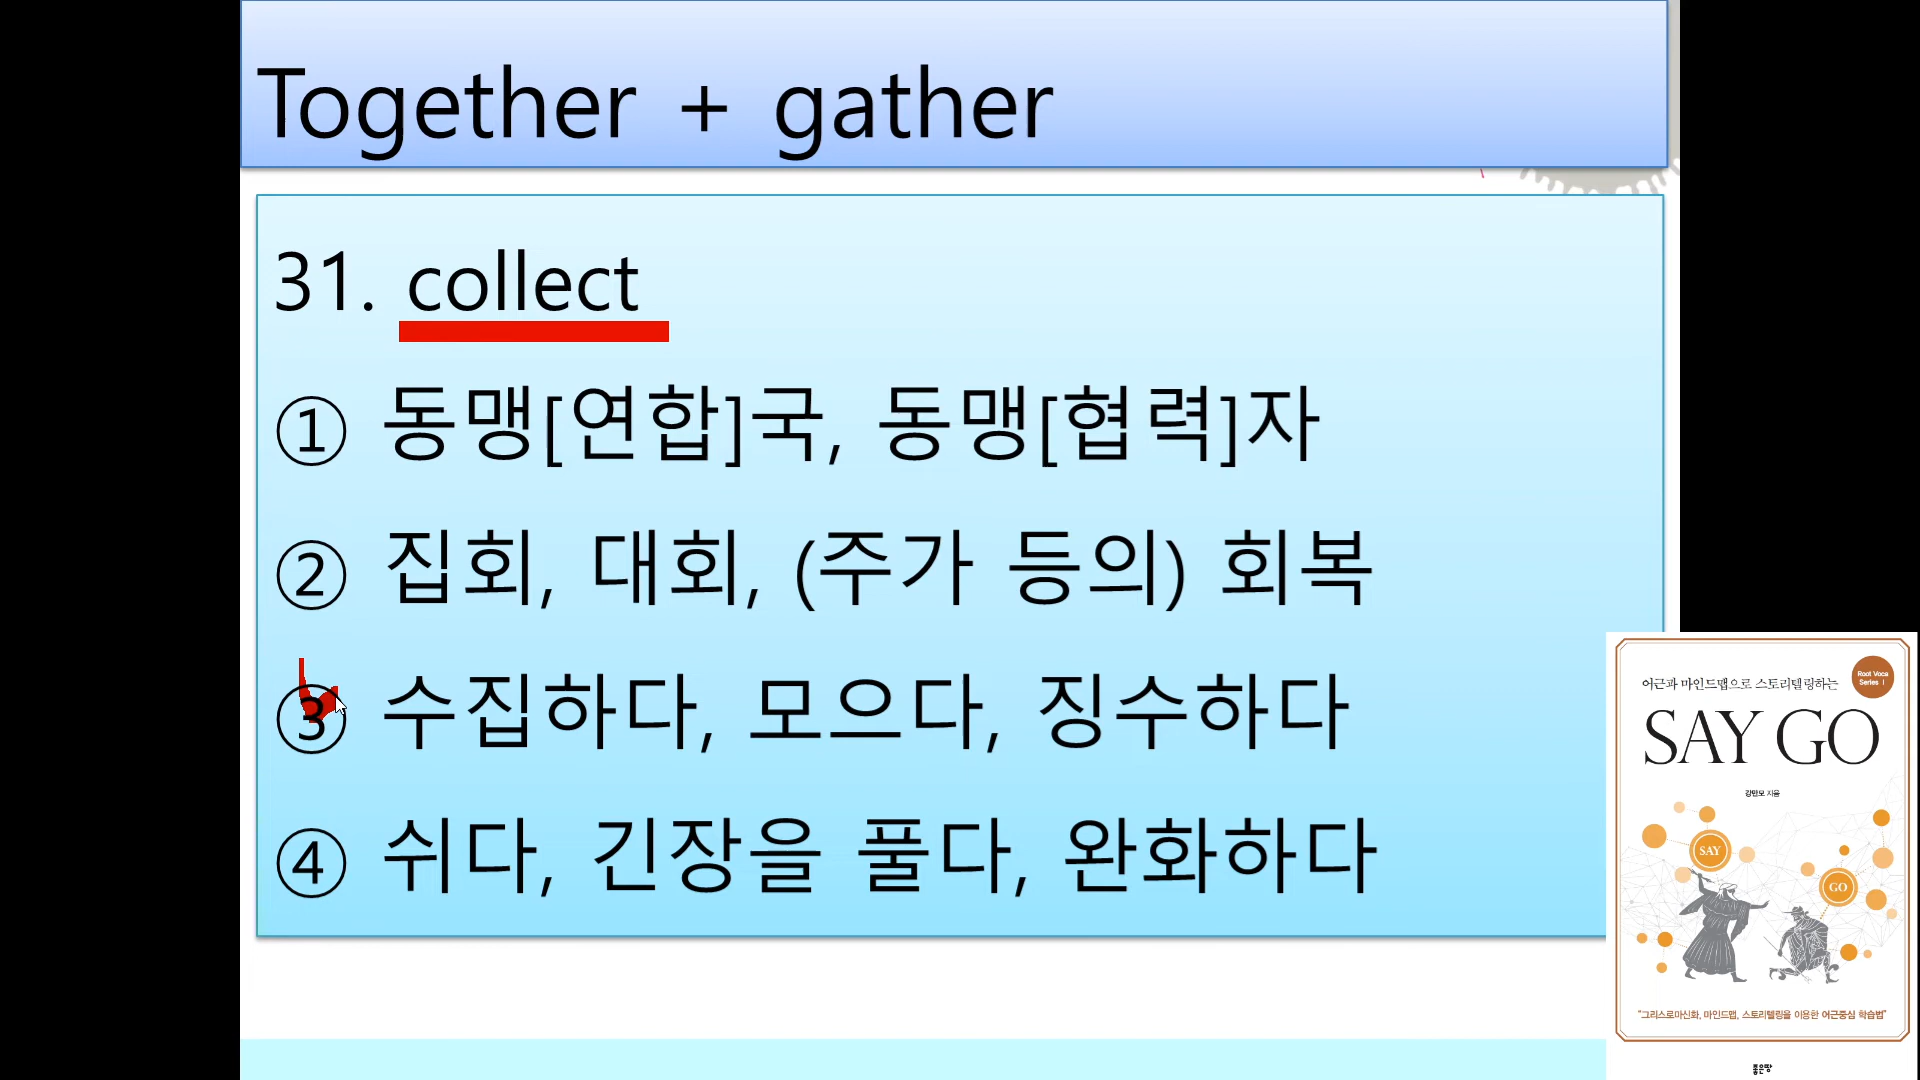 Together + gather
31. collect
① 동맹[연합]국, 동맹[협력]자
② 집회, 대회, (주가 등의) 회복
③ 수집하다, 모으다, 징수하다
④ 쉬다, 긴장을 풀다, 완화하다
Root Voca
Series I
어근과 마인드맵으로 스토리텔링하는
SAY GO
강민모 지음
SAY
GO
"그리스로마신화, 마인드맵, 스토리텔링을 이용한 어근중심 학습법"
좋은땅